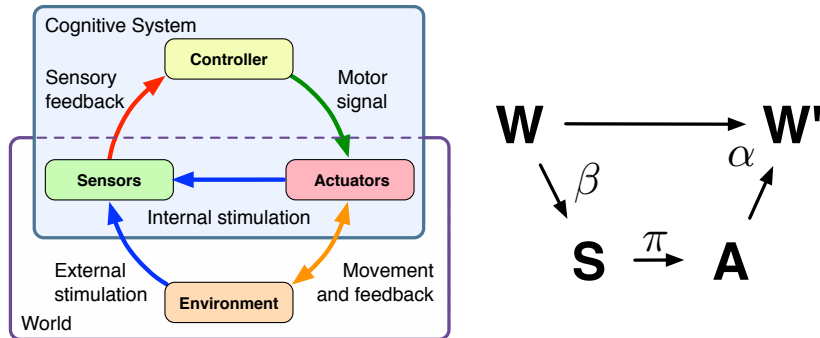 Cognitive System
Controller
Sensory
feedback
Motor
signal
Sensors
Actuators
Internal stimulation
External
stimulation
Movement
and feedback
Environment
World
W
W'
α
β
π
S
A